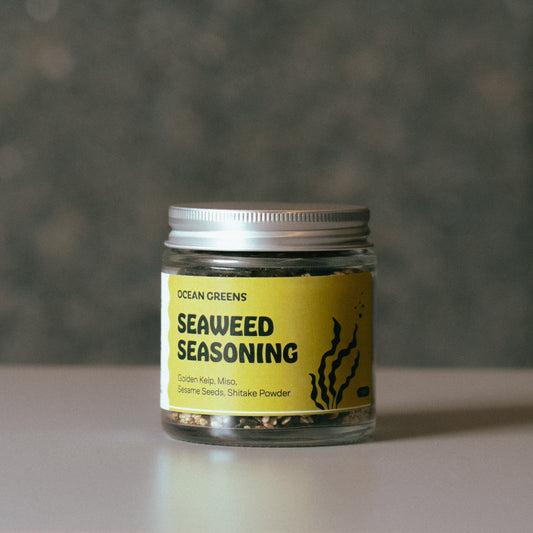 OCEAN GREENS
SEAWEED
SEASONING
Golden Kelp, Miso,
Sesame Seeds, Shitake Powder